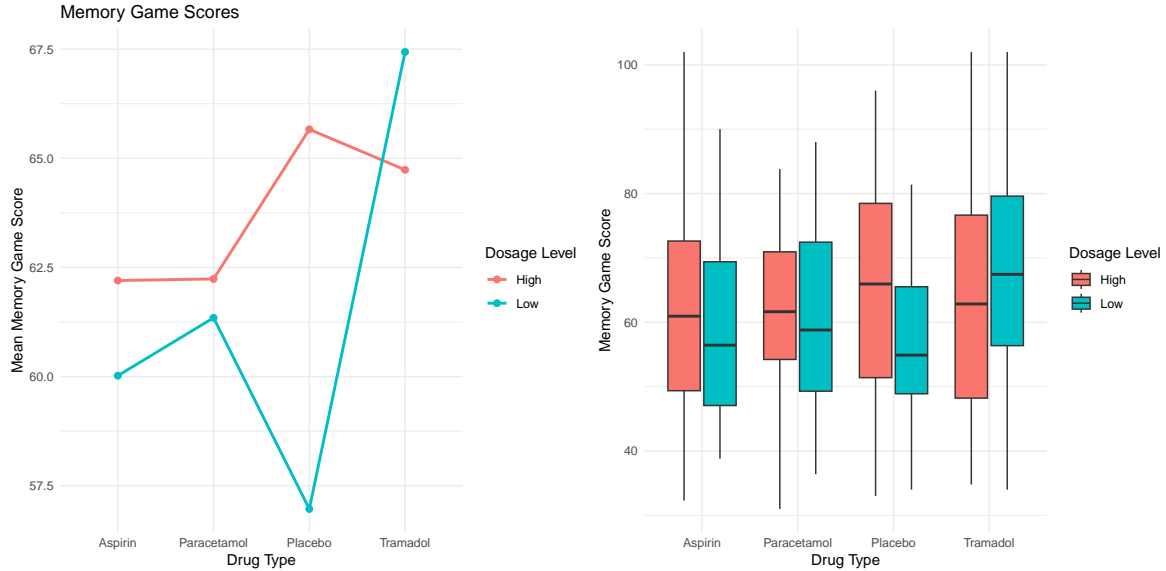 Memory Game Scores
Mean Memory Game Score
67.5
65.0
62.5
60.0
57.5
Aspirin
Paracetamol
Placebo
Tramadol
Drug Type
Dosage Level
High
Low
Memory Game Score
100
80
60
40
Aspirin
Paracetamol
Placebo
Tramadol
Drug Type
Dosage Level
High
Low